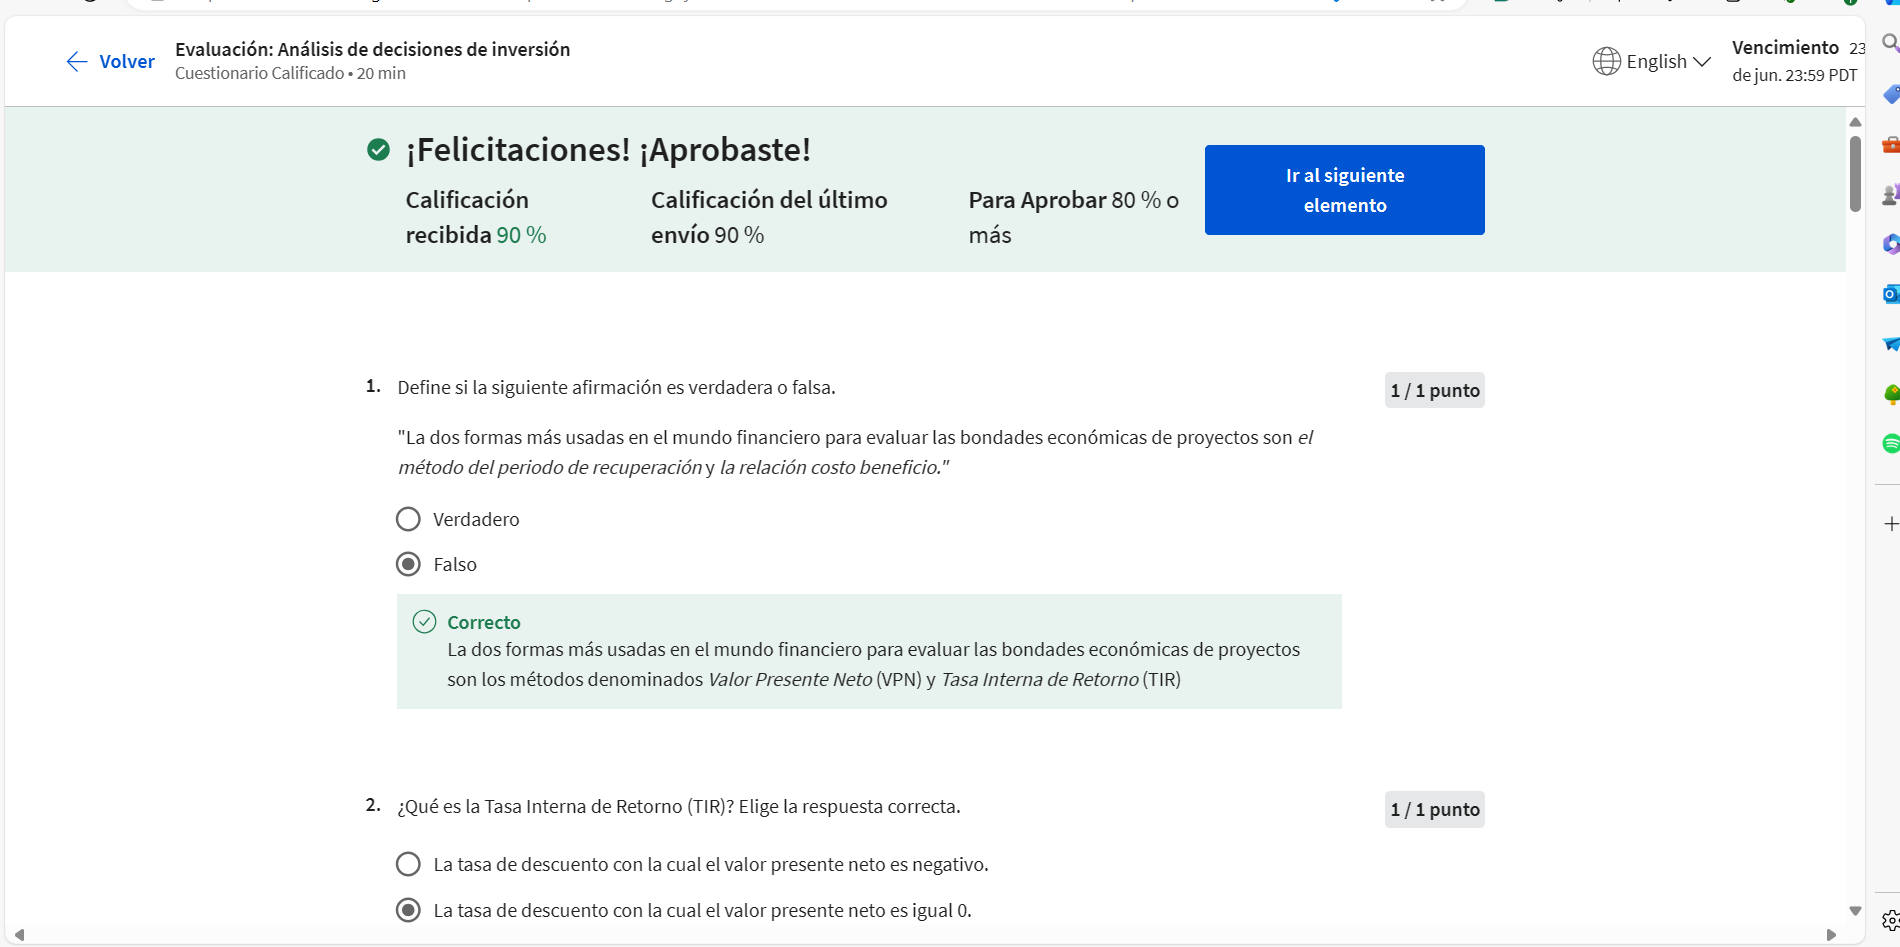 Volver
Evaluación: Análisis de decisiones de inversión
Cuestionario Calificado • 20 min
English
Vencimiento 23
de jun. 23:59 PDT
¡Felicitaciones! ¡Aprobaste!
Calificación
recibida 90 %
Calificación del último
envío 90 %
Para Aprobar 80 % o
más
Ir al siguiente
elemento
1. Define si la siguiente afirmación es verdadera o falsa.
1 / 1 punto
"La dos formas más usadas en el mundo financiero para evaluar las bondades económicas de proyectos son el
método del periodo de recuperación y la relación costo beneficio."
Verdadero
Falso
Correcto
La dos formas más usadas en el mundo financiero para evaluar las bondades económicas de proyectos
son los métodos denominados Valor Presente Neto (VPN) y Tasa Interna de Retorno (TIR)
2. ¿Qué es la Tasa Interna de Retorno (TIR)? Elige la respuesta correcta.
1 / 1 punto
La tasa de descuento con la cual el valor presente neto es negativo.
La tasa de descuento con la cual el valor presente neto es igual 0.